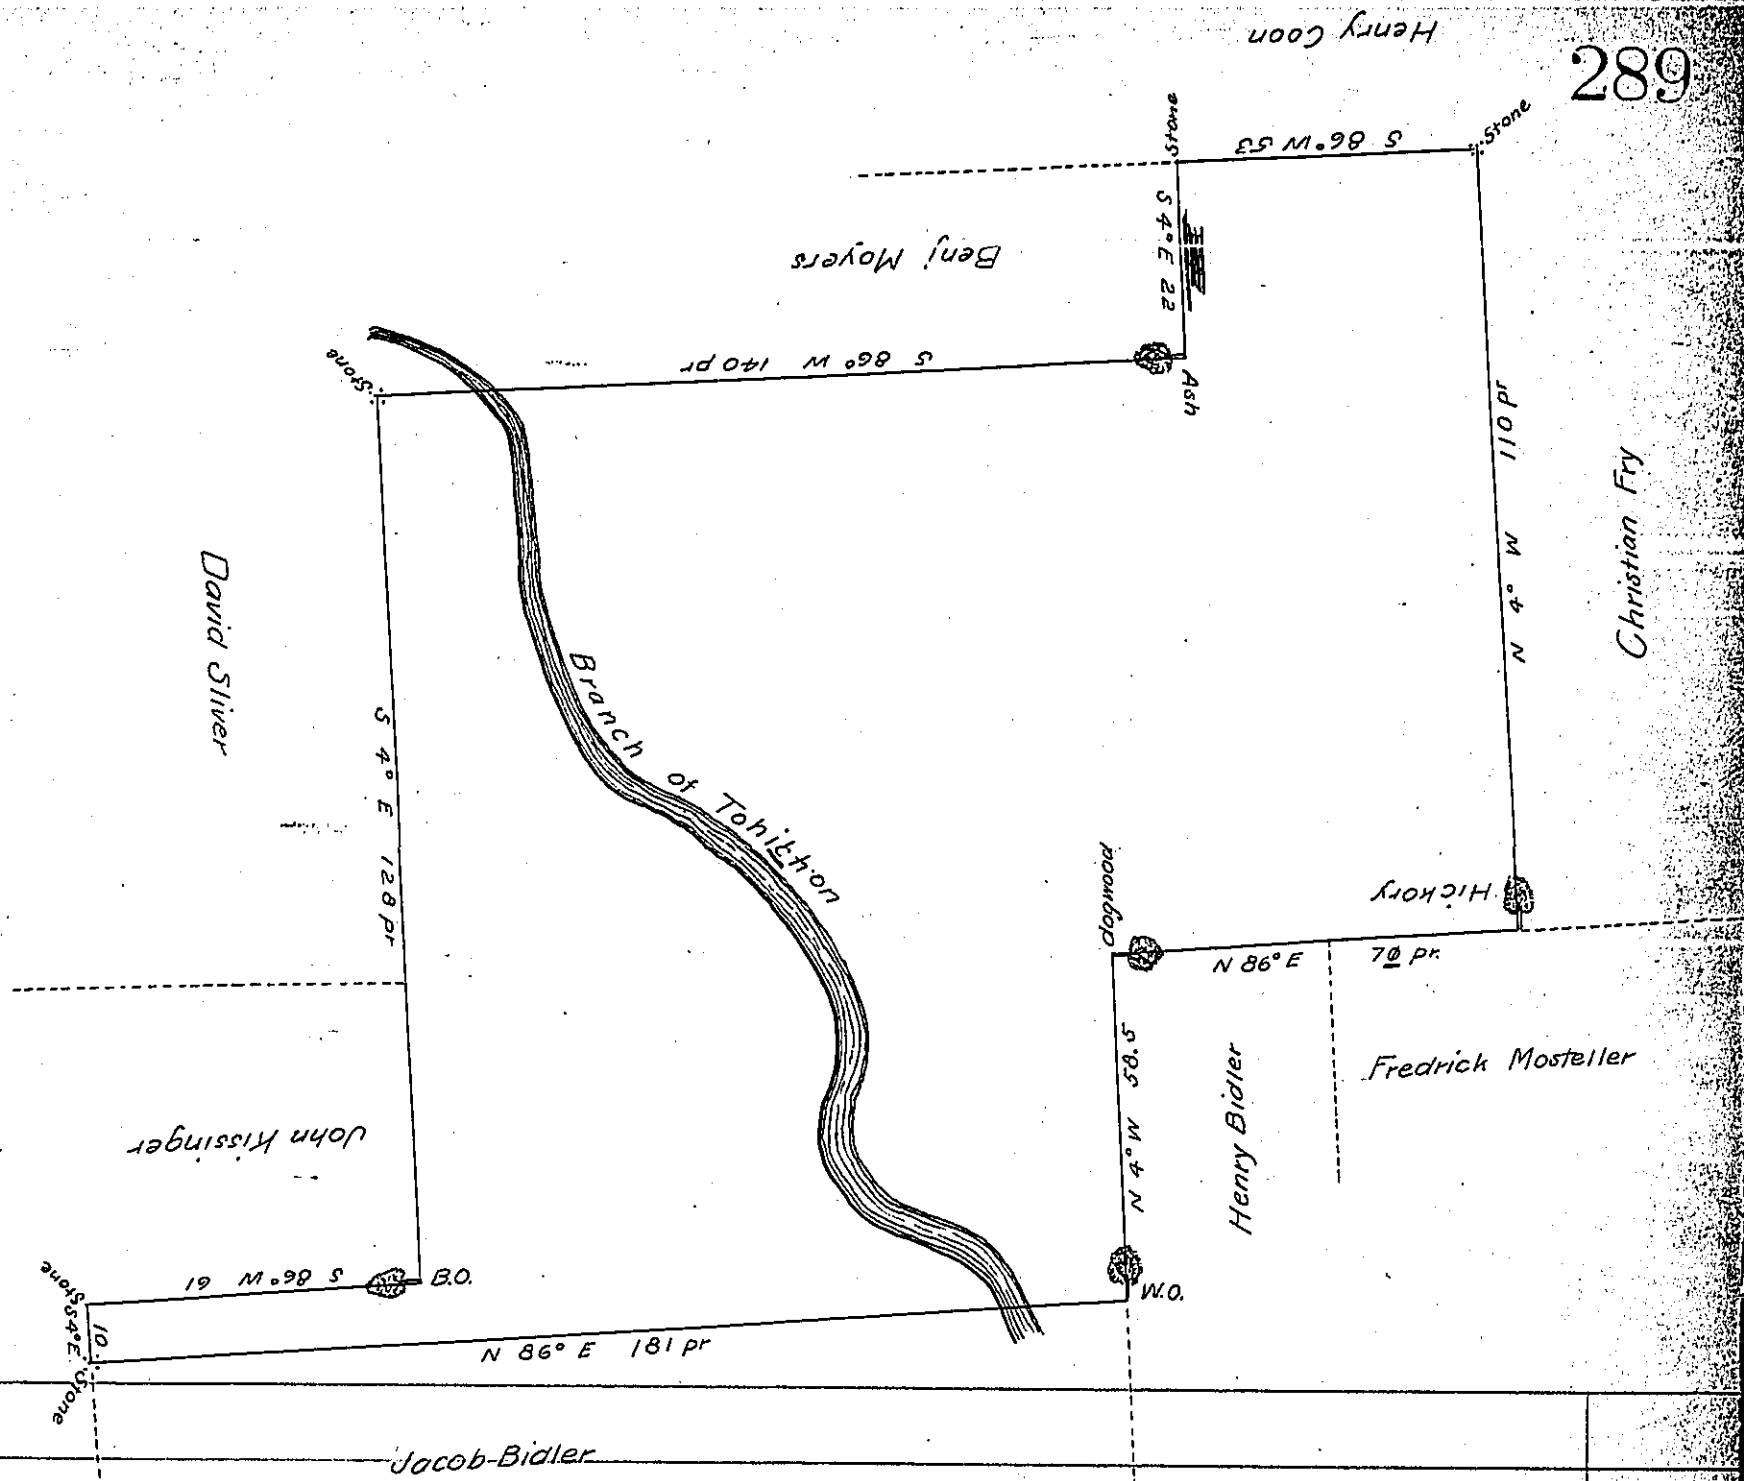 Henry Coon
289
Stone
S 86° W 53
Stone
S 4° E 22
Benj Moyers
Stone
S 86° W 140 pr
Ash
110 pr
N 4° W
Christian Fry
David Sliver
S 4° E 128 pr
Branch of Tohikhon
Hickory
dogwood
N 86° E 70 pr.
Fredrick Mosteller
Henry Bidler
N 4° W 58.5
W.O.
John Kissinger
Stone
S 86° W 61
B.O.
S 4° E 10
Stone
N 86° E 181 pr
Jacob Bidler